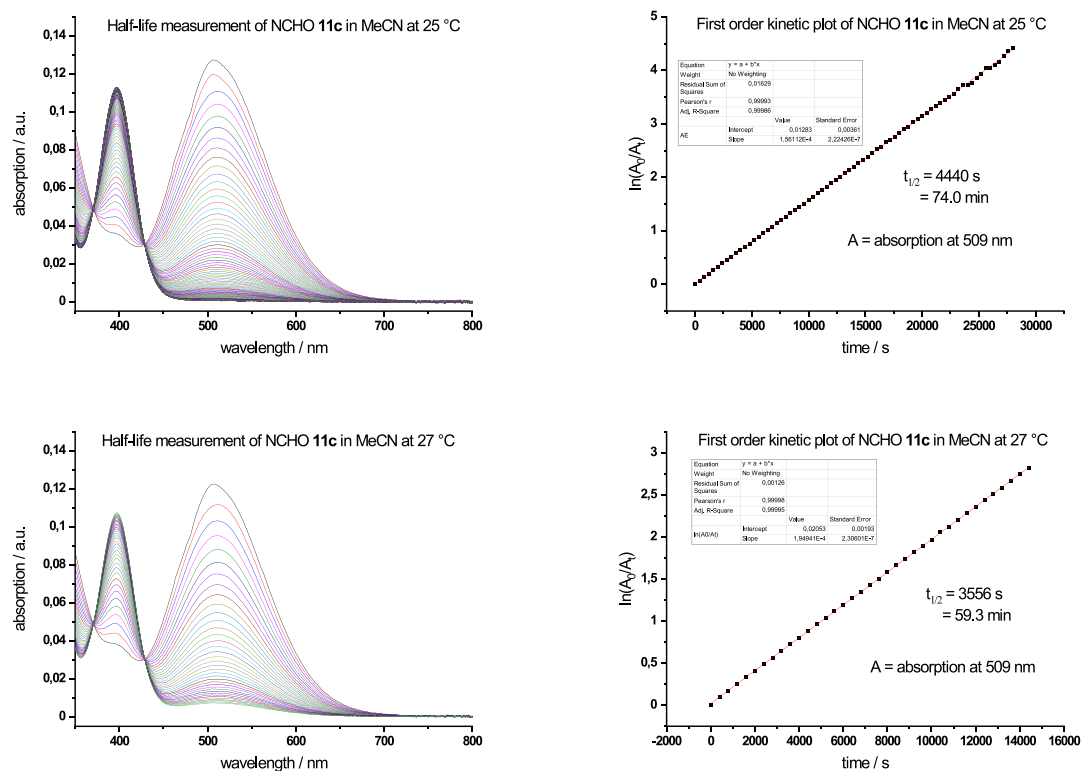 Half-life measurement of NCHO 11c in MeCN at 25 °C
absorption / a.u.
0,14
0,12
0,1
0,08
0,06
0,04
0,02
0
400 500 600 700 800
wavelength / nm
First order kinetic plot of NCHO 11c in MeCN at 25 °C
ln(A0/At)
5
4,5
4
3,5
3
2,5
2
1,5
1
0,5
0
Equation y = a + b*x
Weight No Weighting
Residual Sum of Squares 0,01629
Pearson's r 0,99993
Adj. R-Square 0,99986
Value Standard Error
AE Intercept 0,01283 0,00361
Slope 1,56112E-4 2,22426E-7
t1/2 = 4440 s
= 74.0 min
A = absorption at 509 nm
0 5000 10000 15000 20000 25000 30000
time / s
Half-life measurement of NCHO 11c in MeCN at 27 °C
absorption / a.u.
0,14
0,12
0,1
0,08
0,06
0,04
0,02
0
400 500 600 700 800
wavelength / nm
First order kinetic plot of NCHO 11c in MeCN at 27 °C
ln(A0/At)
3
2,5
2
1,5
1
0,5
0
Equation y = a + b*x
Weight No Weighting
Residual Sum of Squares 0,00126
Pearson's r 0,99998
Adj. R-Square 0,99995
Value Standard Error
ln(A0/At) Intercept 0,02053 0,00193
Slope 1,94941E-4 2,30601E-7
t1/2 = 3556 s
= 59.3 min
A = absorption at 509 nm
-2000 0 2000 4000 6000 8000 10000 12000 14000 16000
time / s